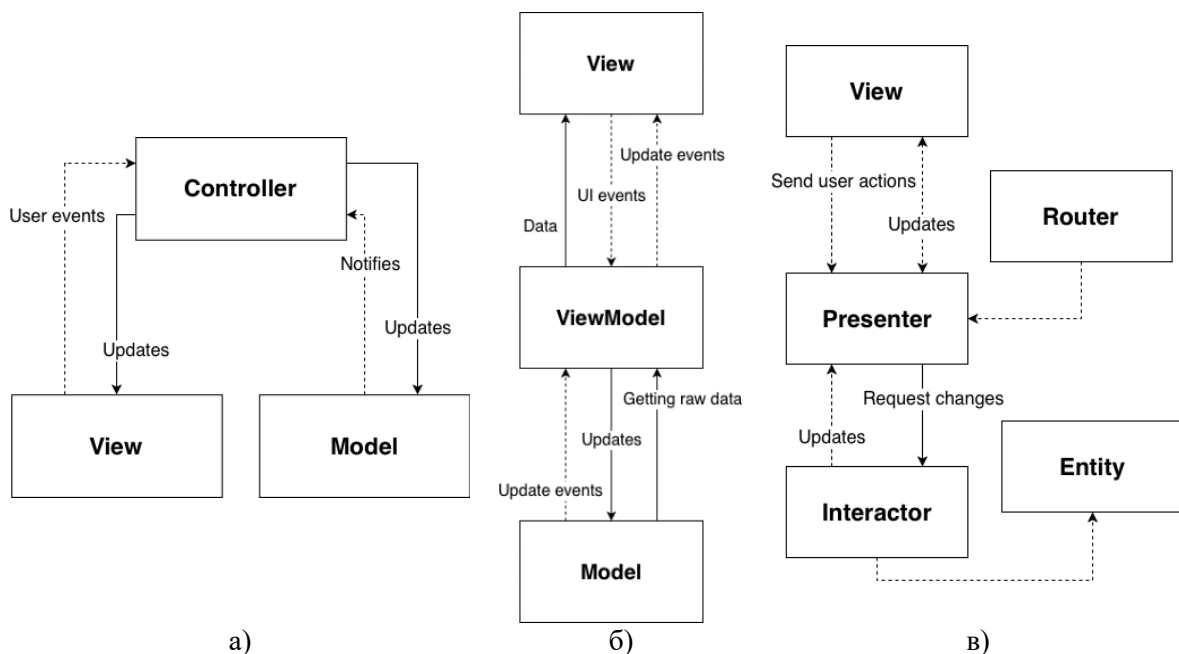 Controller
User events
Notifies
Updates
Updates
View
Model
а)
View
Update events
UI events
Data
ViewModel
Getting raw data
Updates
Update events
Model
б)
View
Send user actions
Updates
Router
Presenter
Request changes
Updates
Entity
Interactor
в)